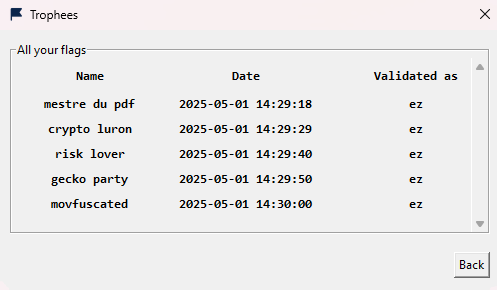 Trophees
All your flags
Name Date Validated as
mestre du pdf 2025-05-01 14:29:18 ez
crypto luron 2025-05-01 14:29:29 ez
risk lover 2025-05-01 14:29:40 ez
gecko party 2025-05-01 14:29:50 ez
movfuscated 2025-05-01 14:30:00 ez
Back